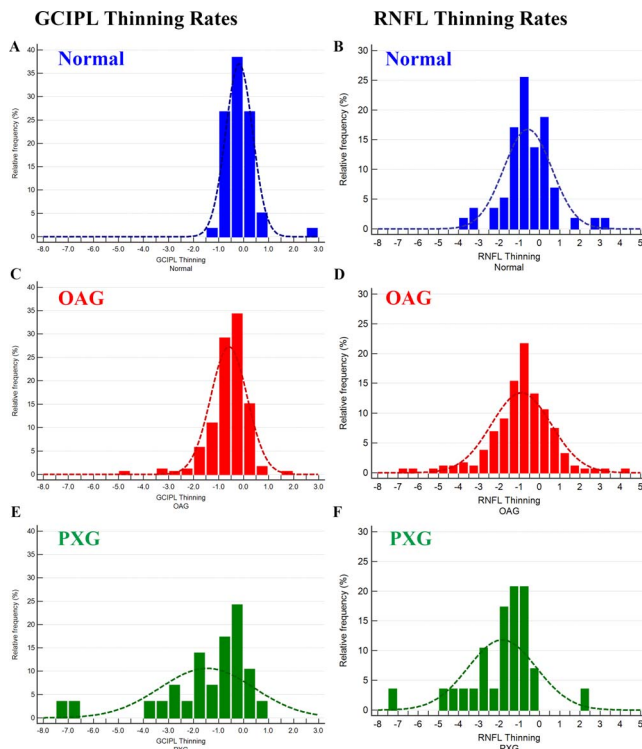 GCIPL Thinning Rates
RNFL Thinning Rates
A
Normal
Relative frequency (%)
40
35
30
25
20
15
10
5
0
-8.0 -7.0 -6.0 -5.0 -4.0 -3.0 -2.0 -1.0 0.0 1.0 2.0 3.0
GCIPL Thinning
Normal
B
Normal
Relative frequency (%)
30
25
20
15
10
5
0
-8 -7 -6 -5 -4 -3 -2 -1 0 1 2 3 4 5
RNFL Thinning
Normal
C
OAG
Relative frequency (%)
40
35
30
25
20
15
10
5
0
-8.0 -7.0 -6.0 -5.0 -4.0 -3.0 -2.0 -1.0 0.0 1.0 2.0 3.0
GCIPL Thinning
OAG
D
OAG
Relative frequency (%)
30
25
20
15
10
5
0
-8 -7 -6 -5 -4 -3 -2 -1 0 1 2 3 4 5
RNFL Thinning
OAG
E
PXG
Relative frequency (%)
40
35
30
25
20
15
10
5
0
-8.0 -7.0 -6.0 -5.0 -4.0 -3.0 -2.0 -1.0 0.0 1.0 2.0 3.0
GCIPL Thinning
PXG
F
PXG
Relative frequency (%)
30
25
20
15
10
5
0
-8 -7 -6 -5 -4 -3 -2 -1 0 1 2 3 4 5
RNFL Thinning
PXG